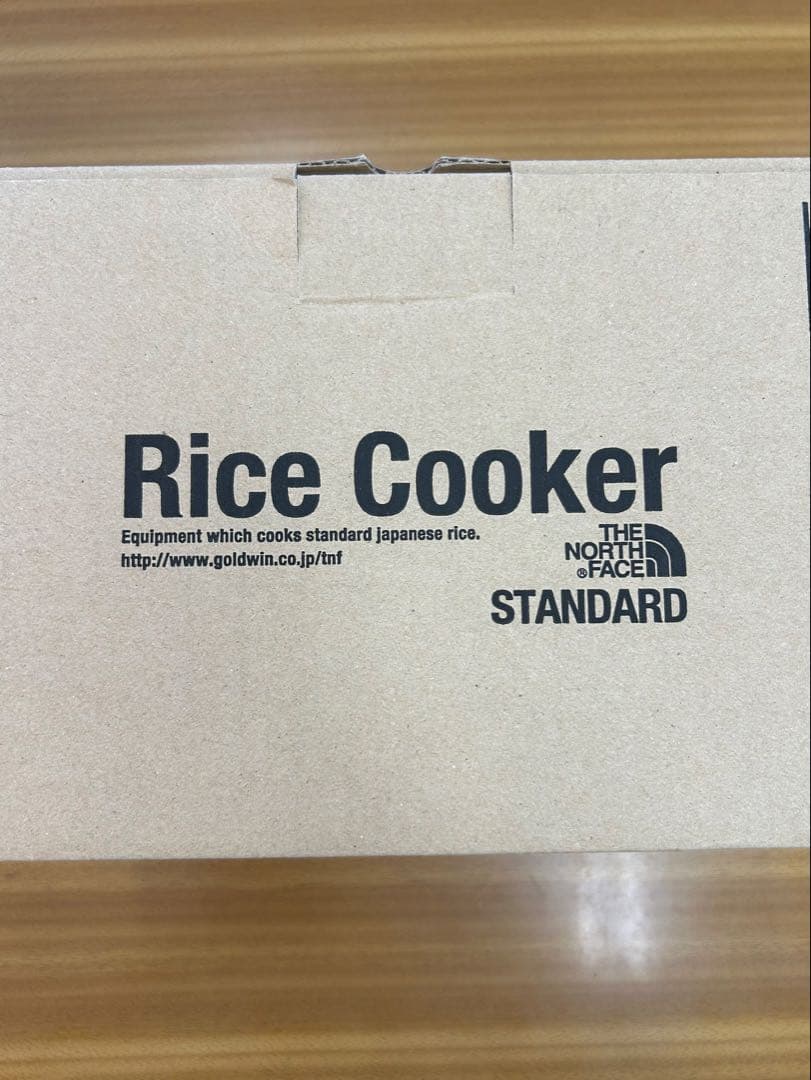 Rice Cooker
Equipment which cooks standard japanese rice.
http://www.goldwin.co.jp/tnf
THE
NORTH
®FACE
STANDARD